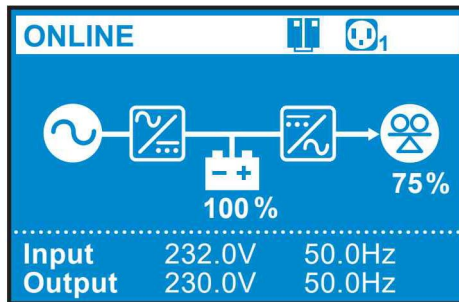 ONLINE 1
75%
100%
Input 232.0V 50.0Hz
Output 230.0V 50.0Hz